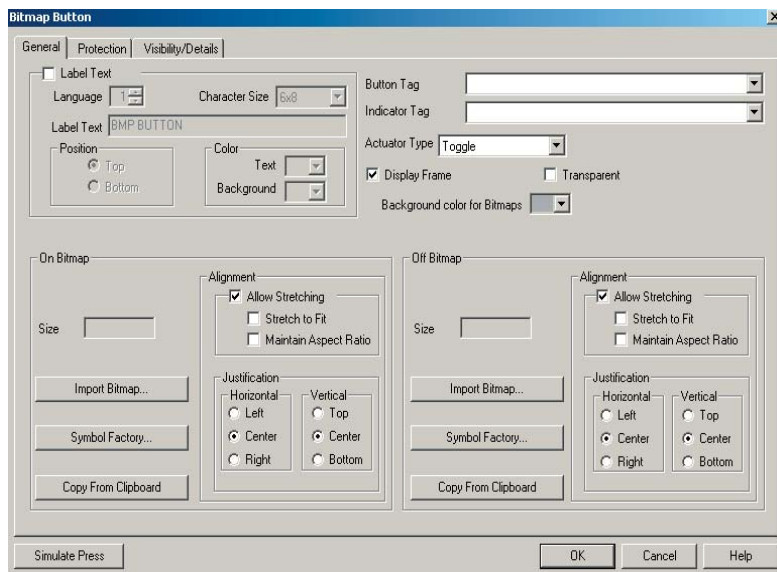 Bitmap Button
General Protection Visibility/Details
Label Text
Language 1 Character Size 6x8
Label Text BMP BUTTON
Position
Top
Bottom
Color
Text
Background
Button Tag
Indicator Tag
Actuator Type Toggle
Display Frame Transparent
Background color for Bitmaps
On Bitmap
Size
Import Bitmap...
Symbol Factory...
Copy From Clipboard
Alignment
Allow Stretching
Stretch to Fit
Maintain Aspect Ratio
Justification
Horizontal
Left
Center
Right
Vertical
Top
Center
Bottom
Off Bitmap
Size
Import Bitmap...
Symbol Factory...
Copy From Clipboard
Alignment
Allow Stretching
Stretch to Fit
Maintain Aspect Ratio
Justification
Horizontal
Left
Center
Right
Vertical
Top
Center
Bottom
Simulate Press OK Cancel Help